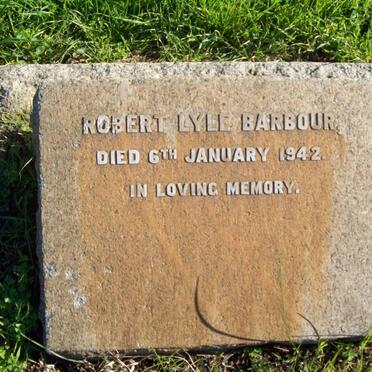 ROBERT LYLE BARBOUR,
DIED 6TH JANUARY 1942.
IN LOVING MEMORY.